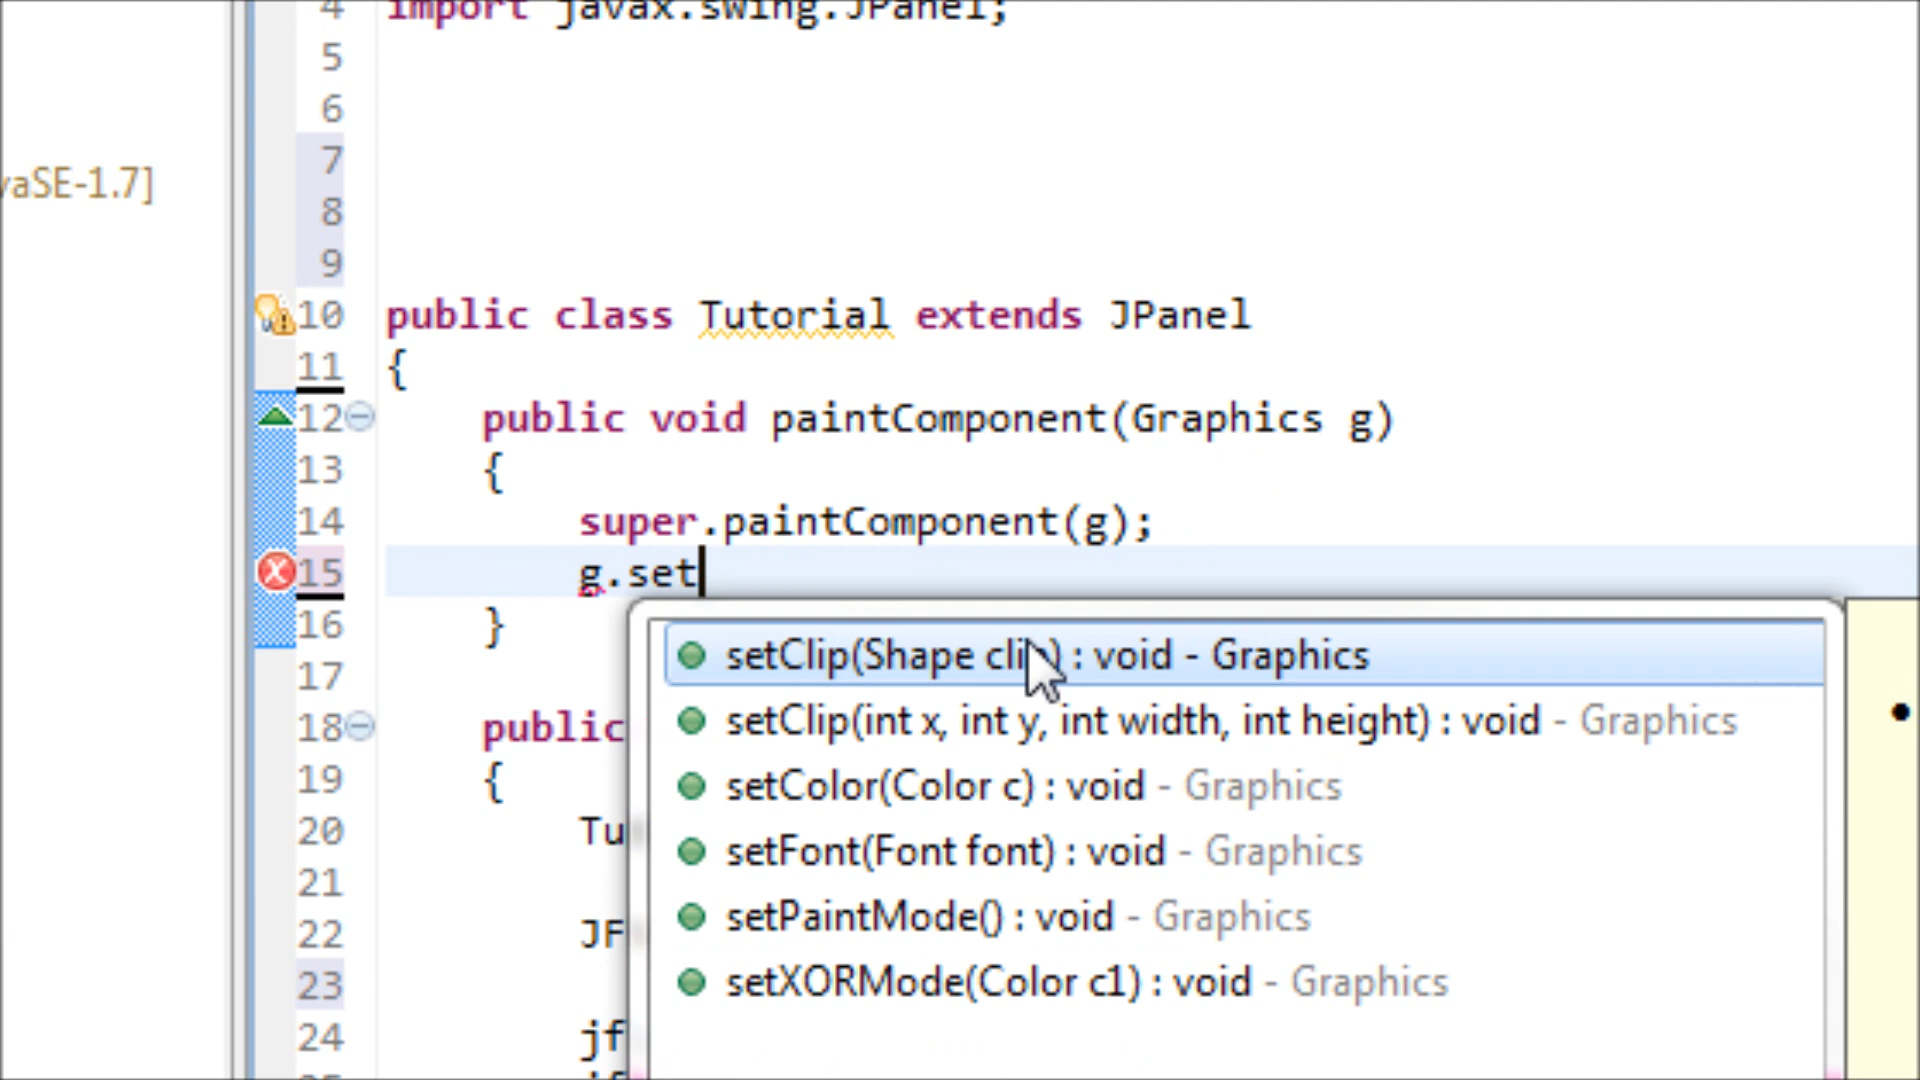 4 import javax.swing.JPanel;
5
6
7
vaSE-1.7]
8
9
10 public class Tutorial extends JPanel
11 {
12 public void paintComponent(Graphics g)
13 {
14 super.paintComponent(g);
15 g.set
16 }
setClip(Shape clip) : void - Graphics
17
18 public
setClip(int x, int y, int width, int height) : void - Graphics
19 {
setColor(Color c) : void - Graphics
20 Tu
setFont(Font font) : void - Graphics
21
22 JF
setPaintMode() : void - Graphics
23
setXORMode(Color c1) : void - Graphics
24 jf